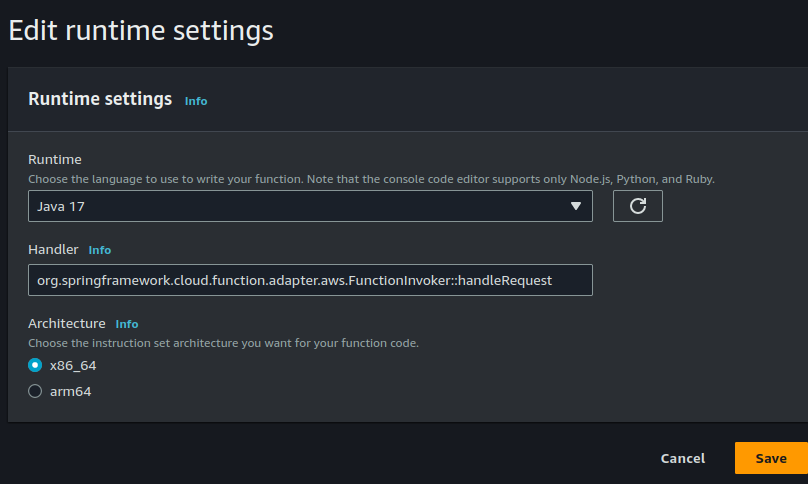 Edit runtime settings
Runtime settings Info
Runtime
Choose the language to use to write your function. Note that the console code editor supports only Node.js, Python, and Ruby.
Java 17
Handler Info
org.springframework.cloud.function.adapter.aws.FunctionInvoker::handleRequest
Architecture Info
Choose the instruction set architecture you want for your function code.
x86_64
arm64
Cancel Save